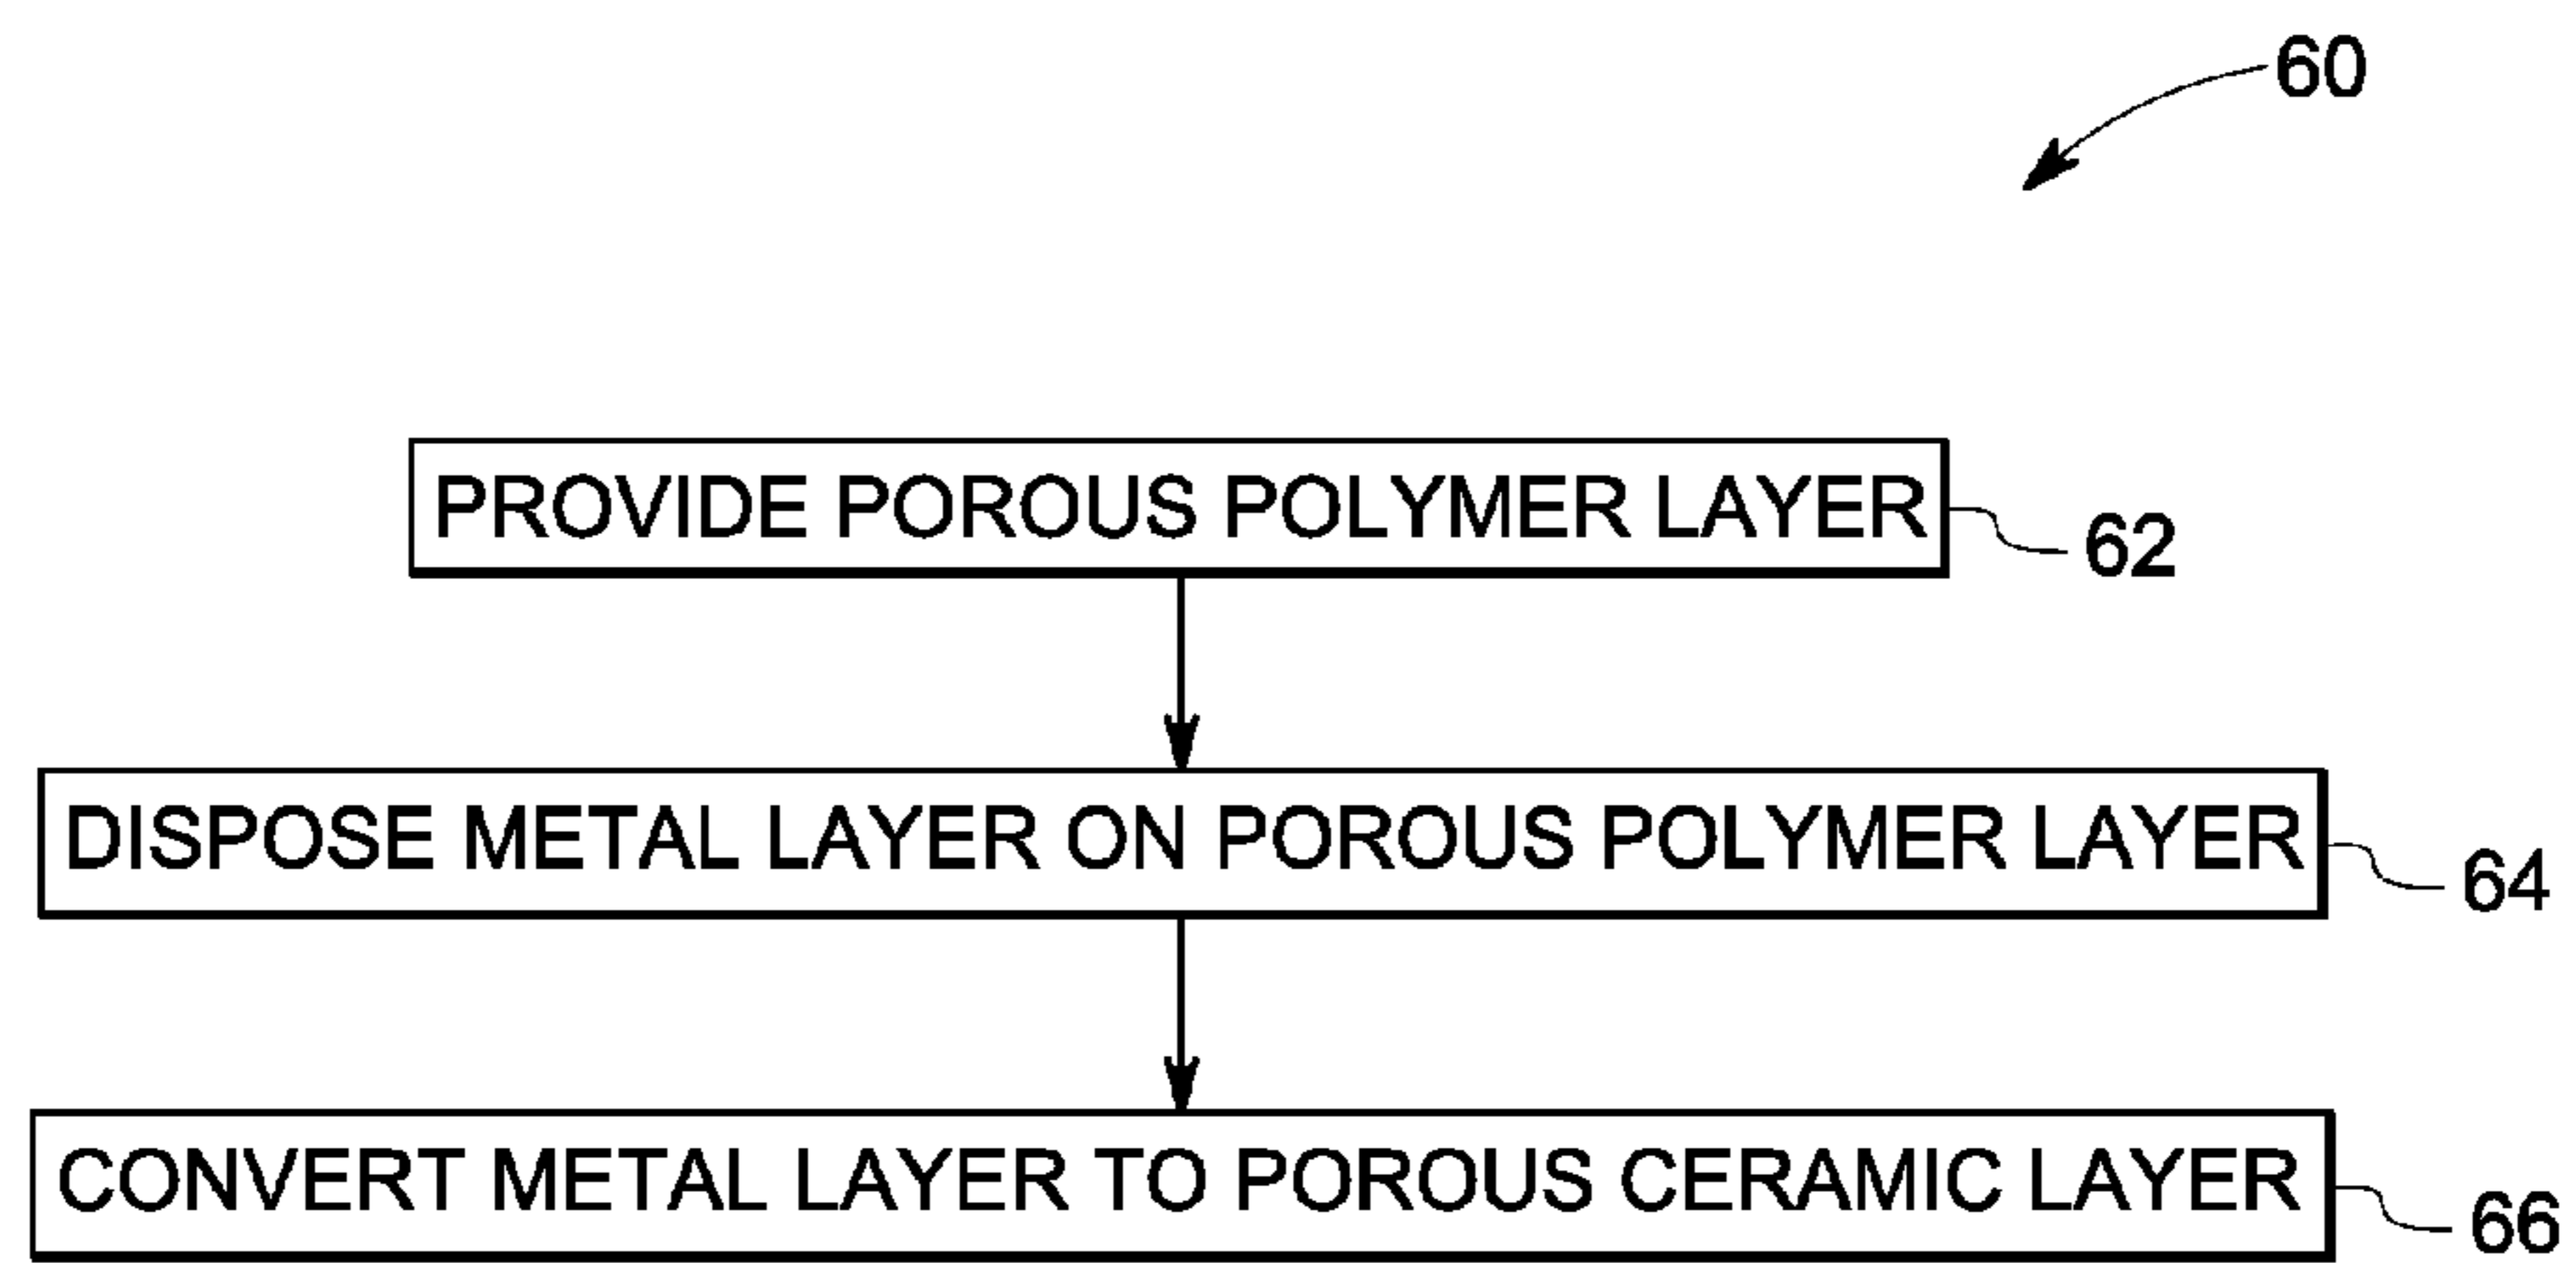 60
PROVIDE POROUS POLYMER LAYER
62
DISPOSE METAL LAYER ON POROUS POLYMER LAYER
64
CONVERT METAL LAYER TO POROUS CERAMIC LAYER
66